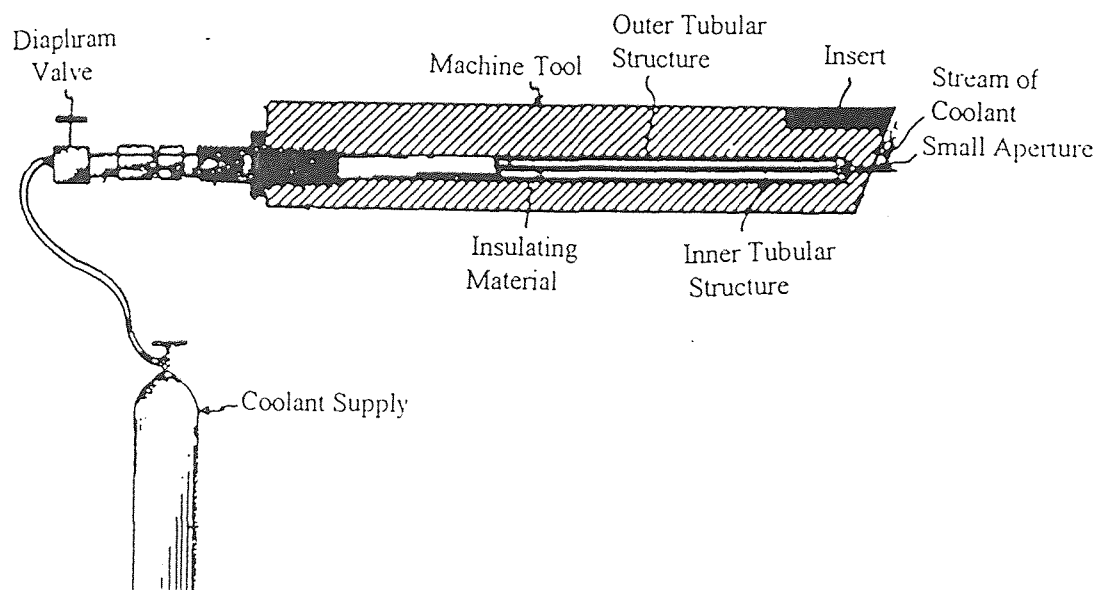 Diaphram
Valve
Machine Tool
Outer Tubular
Structure
Insert
Stream of
Coolant
Small Aperture
Insulating
Material
Inner Tubular
Structure
Coolant Supply